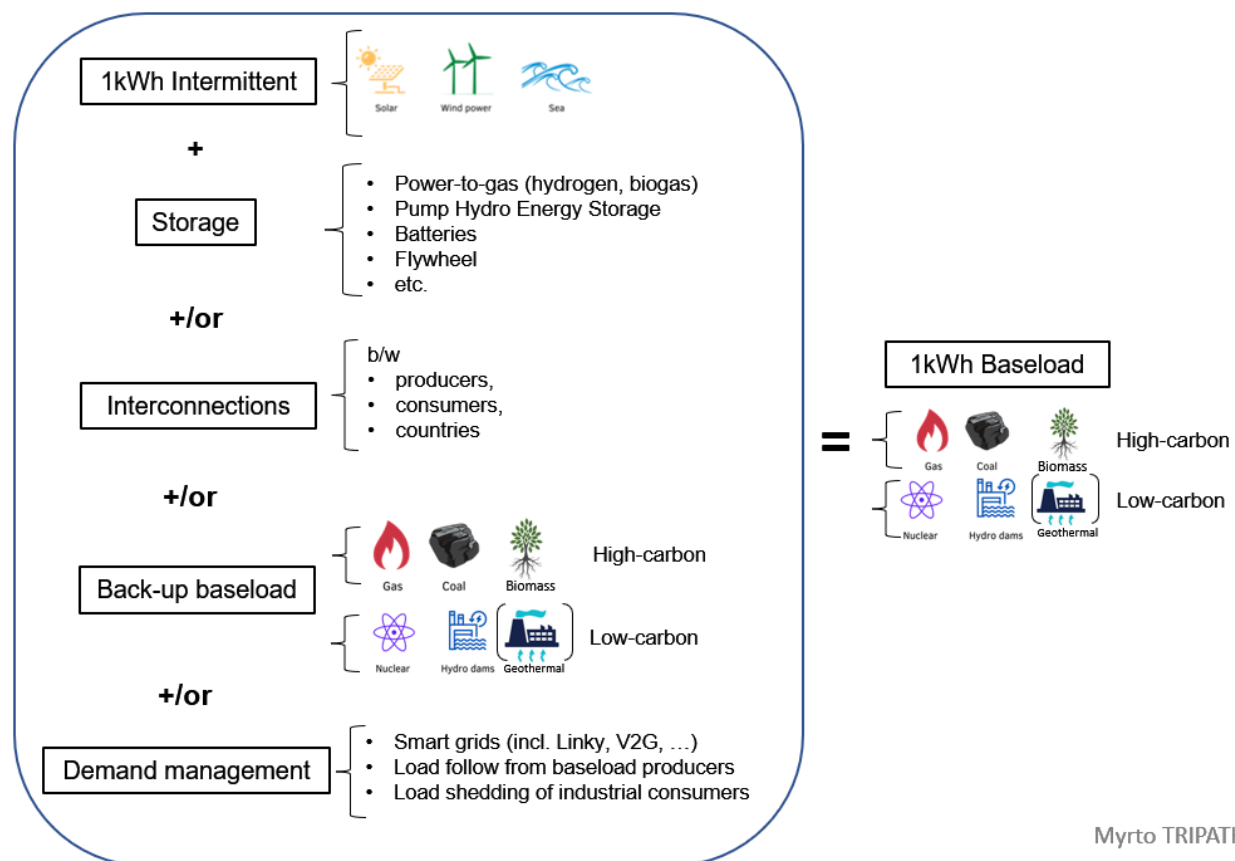 1kWh Intermittent
Solar
Wind power
Sea
+
Storage
• Power-to-gas (hydrogen, biogas)
• Pump Hydro Energy Storage
• Batteries
• Flywheel
• etc.
+/or
Interconnections
b/w
• producers,
• consumers,
• countries
+/or
Back-up baseload
Gas
Coal
Biomass
High-carbon
Nuclear
Hydro dams
Geothermal
Low-carbon
+/or
Demand management
• Smart grids (incl. Linky, V2G, …)
• Load follow from baseload producers
• Load shedding of industrial consumers
=
1kWh Baseload
Gas
Coal
Biomass
High-carbon
Nuclear
Hydro dams
Geothermal
Low-carbon
Myrto TRIPATI